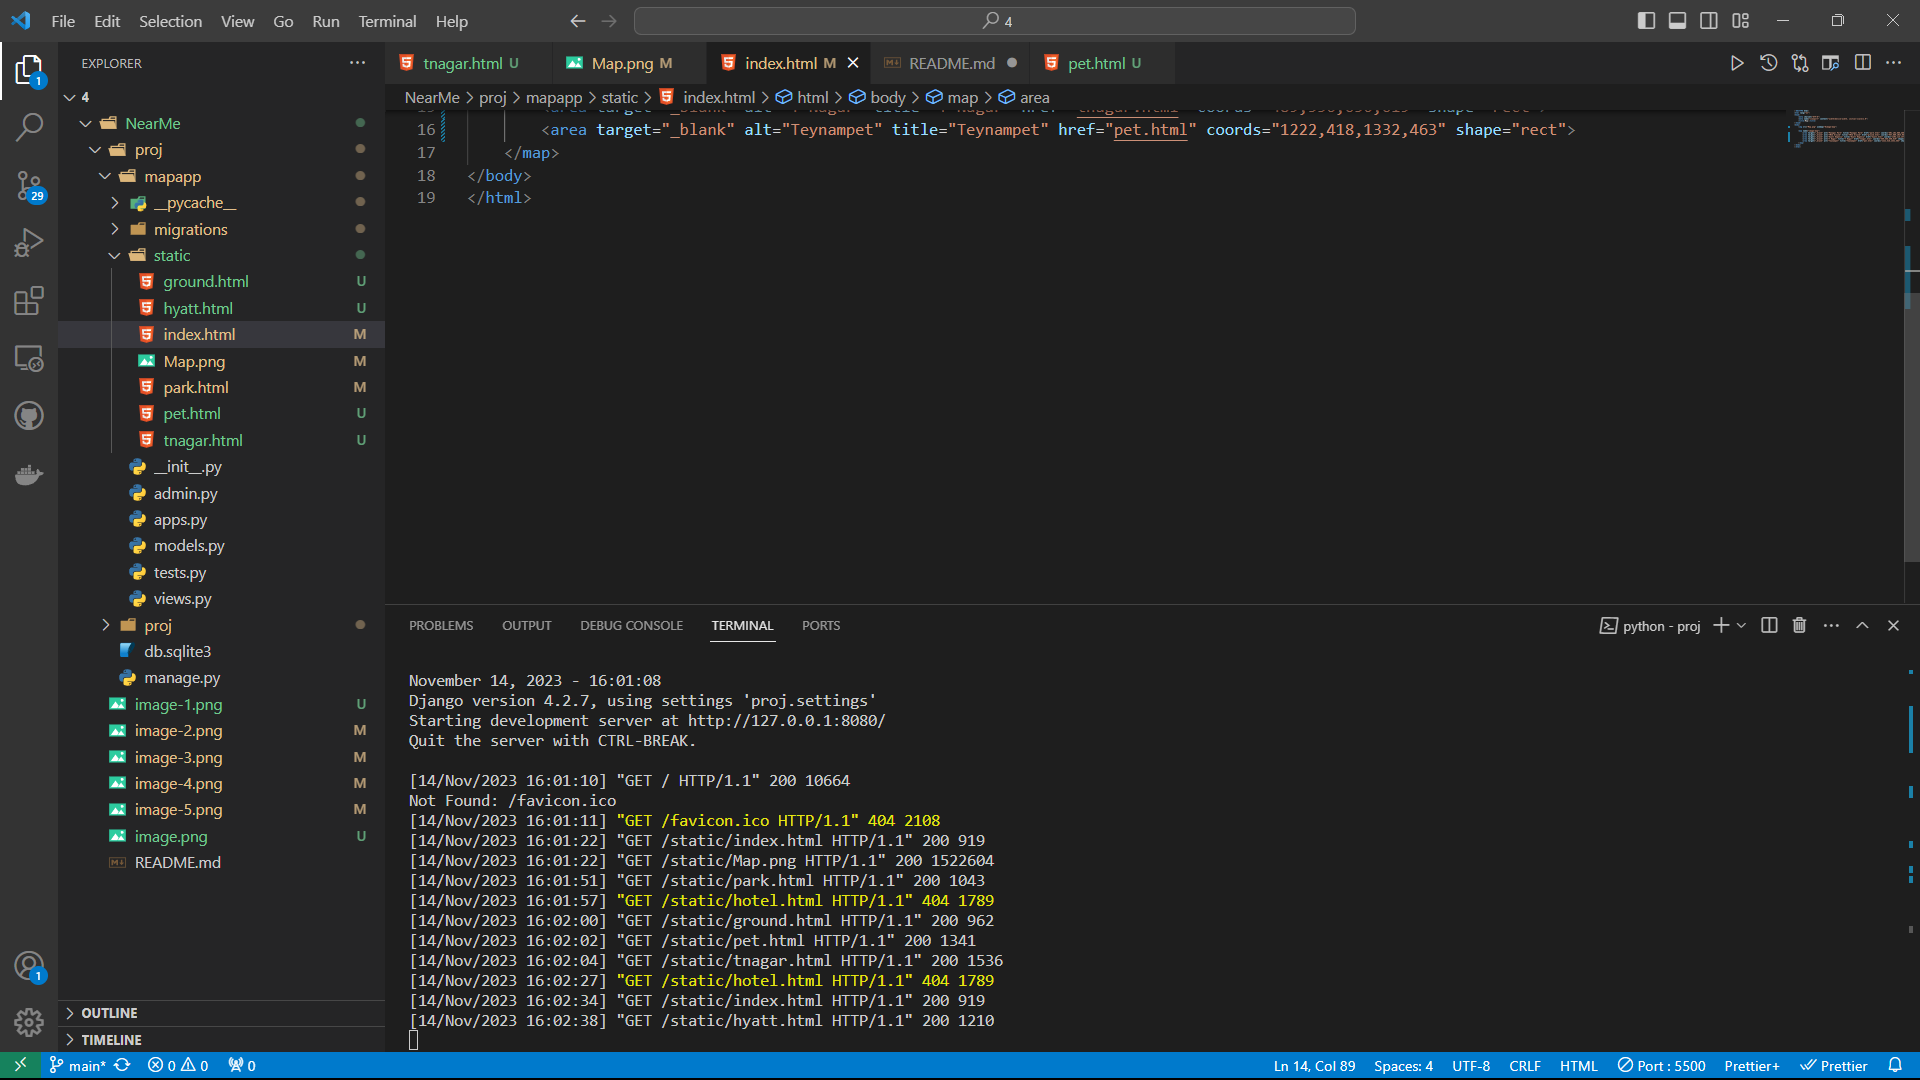 File Edit Selection View Go Run Terminal Help
4
EXPLORER
1
29
1
4
NearMe
proj
mapapp
__pycache__
migrations
static
ground.html U
hyatt.html U
index.html M
Map.png M
park.html M
pet.html U
tnagar.html U
__init__.py
admin.py
apps.py
models.py
tests.py
views.py
proj
db.sqlite3
manage.py
image-1.png U
image-2.png M
image-3.png M
image-4.png M
image-5.png M
image.png U
README.md
OUTLINE
TIMELINE
tnagar.html U Map.png M index.html M README.md pet.html U
NearMe > proj > mapapp > static > index.html > html > body > map > area
16 <area target="_blank" alt="Teynampet" title="Teynampet" href="pet.html" coords="1222,418,1332,463" shape="rect">
17 </map>
18 </body>
19 </html>
PROBLEMS OUTPUT DEBUG CONSOLE TERMINAL PORTS
python - proj
November 14, 2023 - 16:01:08
Django version 4.2.7, using settings 'proj.settings'
Starting development server at http://127.0.0.1:8080/
Quit the server with CTRL-BREAK.
[14/Nov/2023 16:01:10] "GET / HTTP/1.1" 200 10664
Not Found: /favicon.ico
[14/Nov/2023 16:01:11] "GET /favicon.ico HTTP/1.1" 404 2108
[14/Nov/2023 16:01:22] "GET /static/index.html HTTP/1.1" 200 919
[14/Nov/2023 16:01:22] "GET /static/Map.png HTTP/1.1" 200 1522604
[14/Nov/2023 16:01:51] "GET /static/park.html HTTP/1.1" 200 1043
[14/Nov/2023 16:01:57] "GET /static/hotel.html HTTP/1.1" 404 1789
[14/Nov/2023 16:02:00] "GET /static/ground.html HTTP/1.1" 200 962
[14/Nov/2023 16:02:02] "GET /static/pet.html HTTP/1.1" 200 1341
[14/Nov/2023 16:02:04] "GET /static/tnagar.html HTTP/1.1" 200 1536
[14/Nov/2023 16:02:27] "GET /static/hotel.html HTTP/1.1" 404 1789
[14/Nov/2023 16:02:34] "GET /static/index.html HTTP/1.1" 200 919
[14/Nov/2023 16:02:38] "GET /static/hyatt.html HTTP/1.1" 200 1210
main* 0 0 0 Ln 14, Col 89 Spaces: 4 UTF-8 CRLF HTML Port : 5500 Prettier+ Prettier